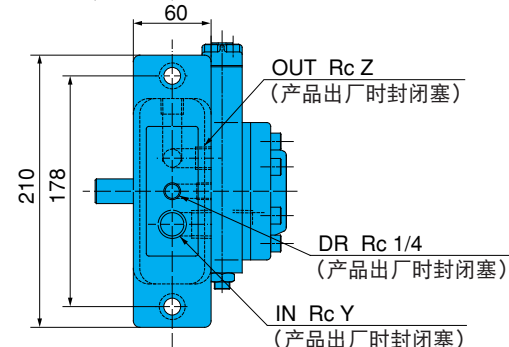 60
OUT Rc Z
(产品出厂时封闭塞)
210
178
DR Rc 1/4
(产品出厂时封闭塞)
IN Rc Y
(产品出厂时封闭塞)